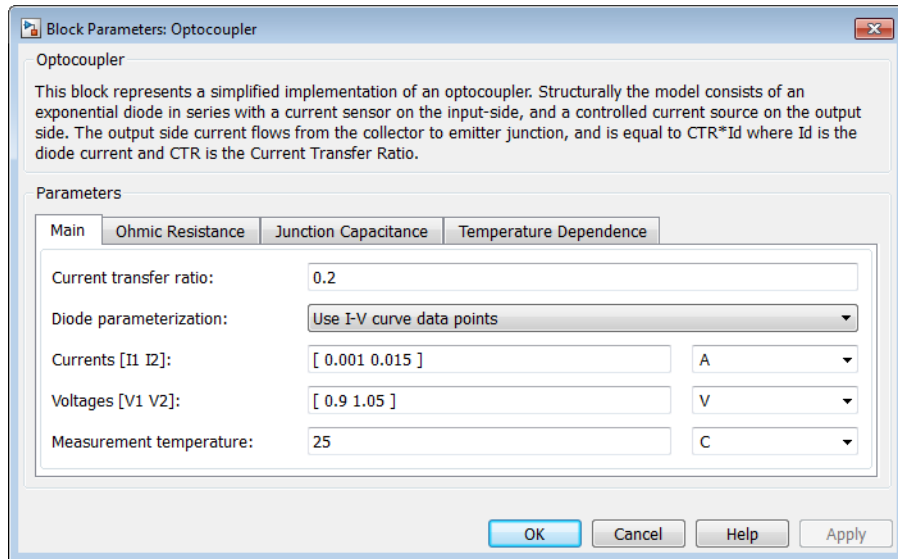 Block Parameters: Optocoupler
Optocoupler
This block represents a simplified implementation of an optocoupler. Structurally the model consists of an
exponential diode in series with a current sensor on the input-side, and a controlled current source on the output
side. The output side current flows from the collector to emitter junction, and is equal to CTR*Id where Id is the
diode current and CTR is the Current Transfer Ratio.
Parameters
Main Ohmic Resistance Junction Capacitance Temperature Dependence
Current transfer ratio: 0.2
Diode parameterization: Use I-V curve data points
Currents [I1 I2]: [ 0.001 0.015 ] A
Voltages [V1 V2]: [ 0.9 1.05 ] V
Measurement temperature: 25 C
OK Cancel Help Apply